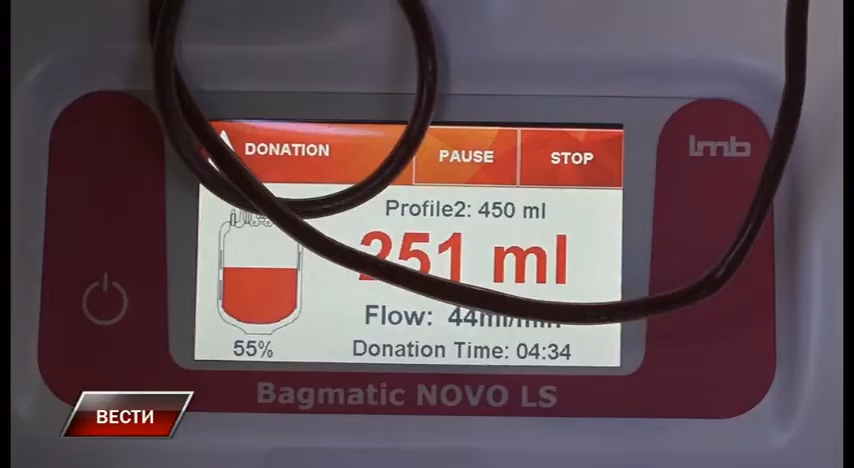 DONATION
PAUSE
STOP
lmb
Profile2: 450 ml
251 ml
Flow: 44ml/min
55%
Donation Time: 04:34
Bagmatic NOVO LS
ВЕСТИ